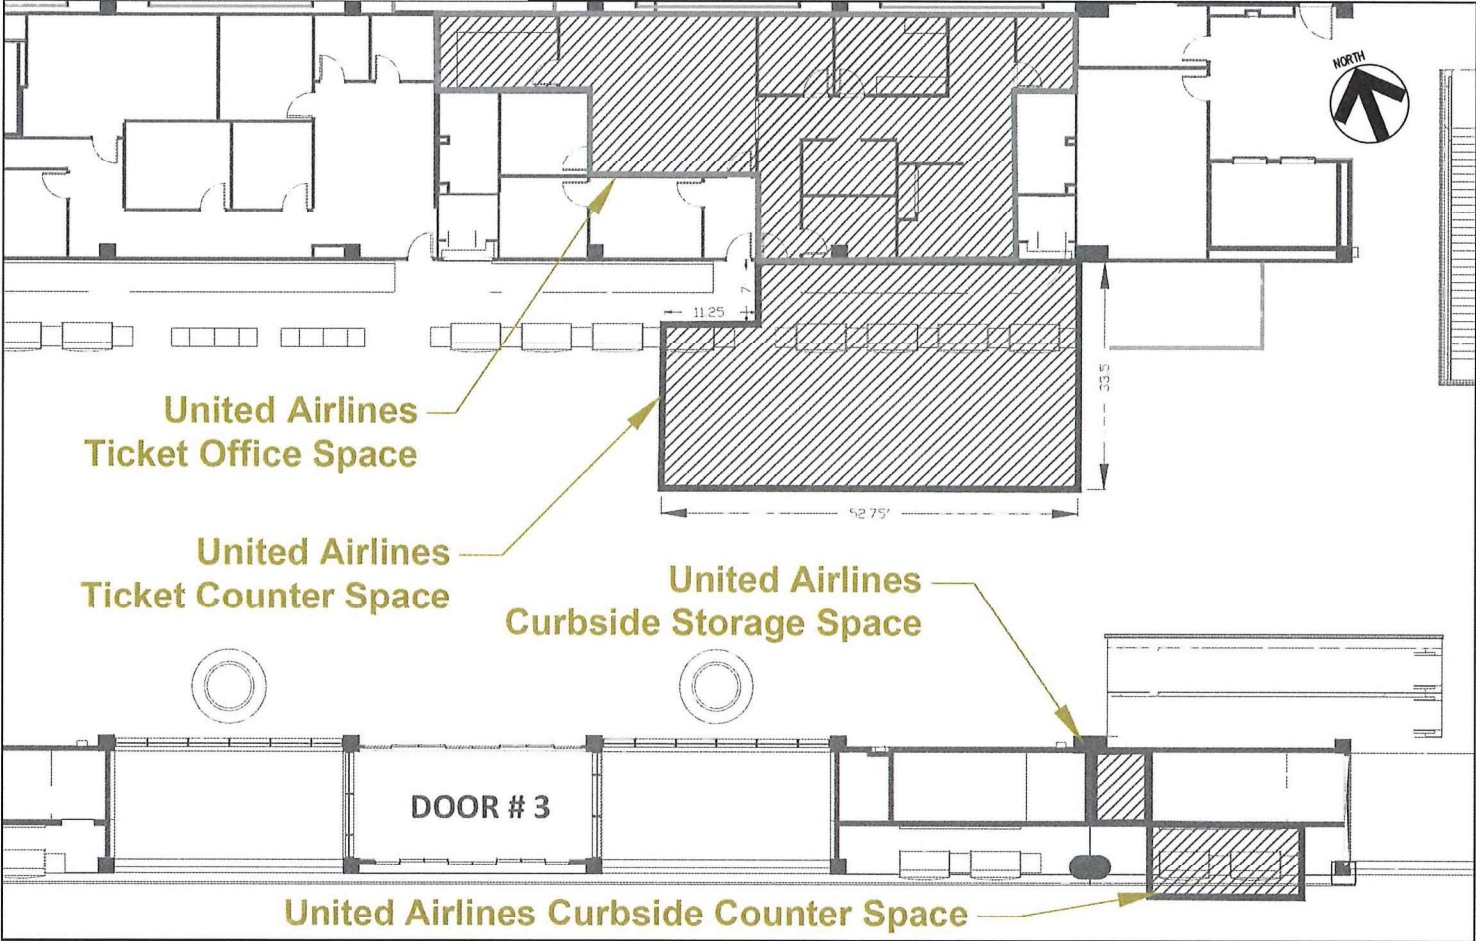 NORTH
7
11.25
33.5
United Airlines
Ticket Office Space
52.75'
United Airlines
Ticket Counter Space
United Airlines
Curbside Storage Space
DOOR # 3
United Airlines Curbside Counter Space